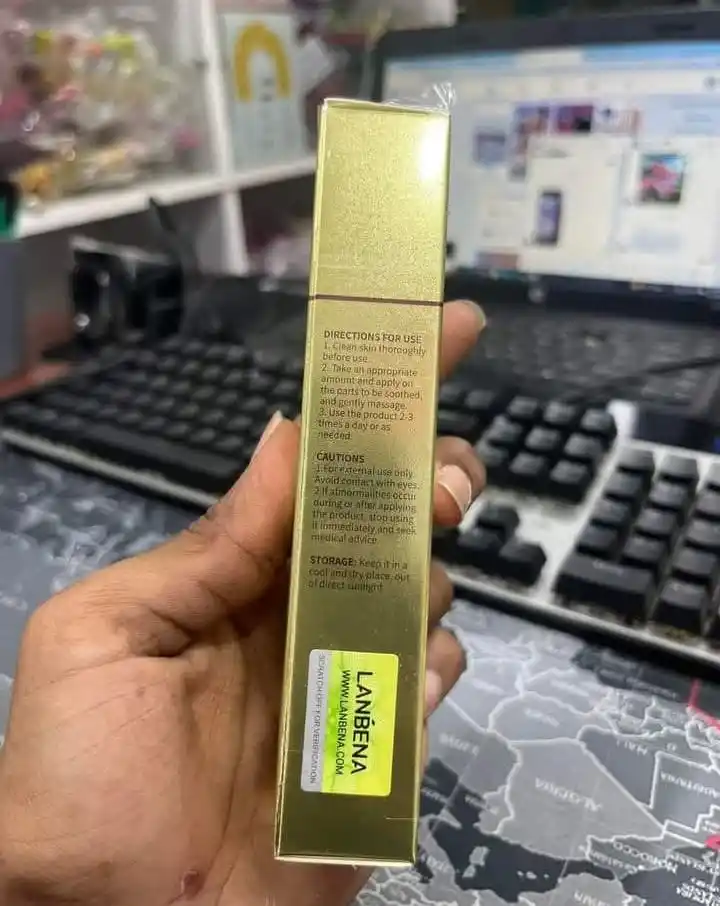 DIRECTIONS FOR USE
1. Clean skin thoroughly
before use.
2. Take an appropriate
amount and apply on
the parts to be soothed,
and gently massage.
3. Use the product 2-3
times a day or as
needed.
CAUTIONS
1.For external use only.
Avoid contact with eyes.
2.If abnormalities occur
during or after applying
the product, stop using
it immediately and seek
medical advice.
STORAGE: Keep it in a
cool and dry place, out
of direct sunlight
LANBENA
WWW.LANBENA.COM
SCRATCH OFF FOR VERIFICATION
ALGERIA
MALI
MAURITANIA
MOROCCO